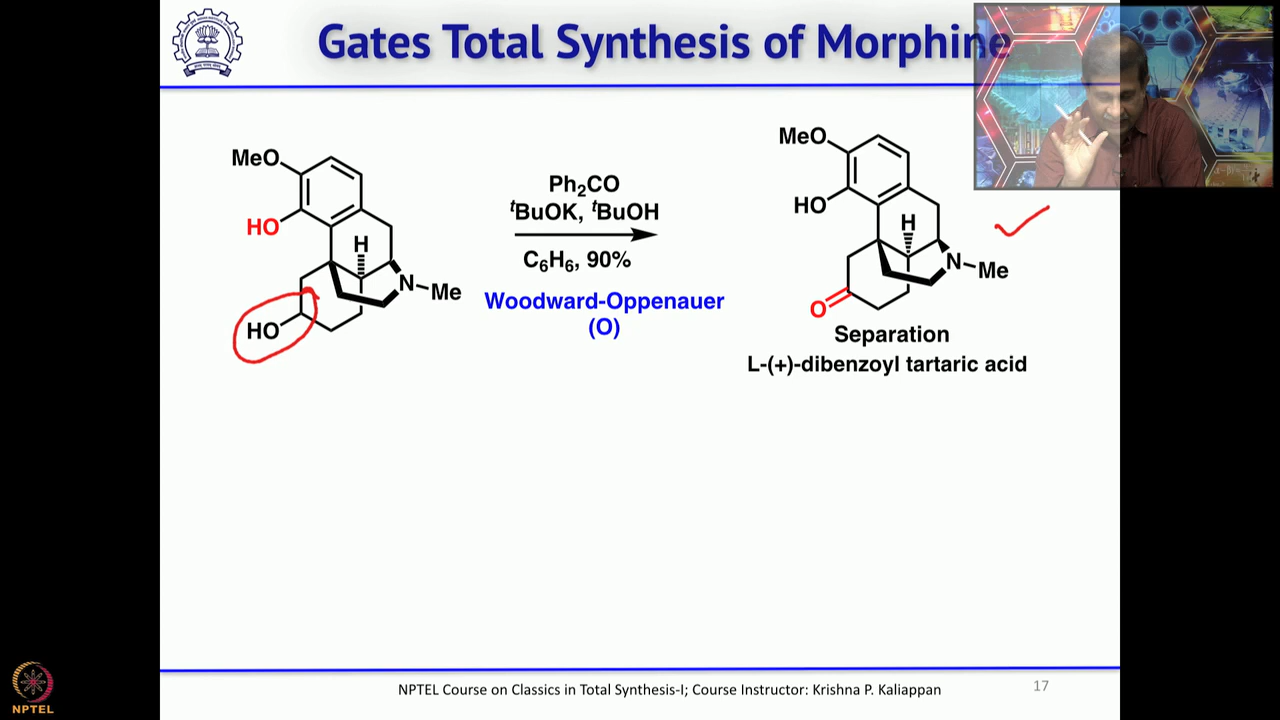 Gates Total Synthesis of Morphine
MeO
HO
H
N
Me
HO
Ph₂CO
ᵗBuOK, ᵗBuOH
C₆H₆, 90%
Woodward-Oppenauer
(O)
MeO
HO
H
N
Me
O
Separation
L-(+)-dibenzoyl tartaric acid
NPTEL
NPTEL Course on Classics in Total Synthesis-I; Course Instructor: Krishna P. Kaliappan
17